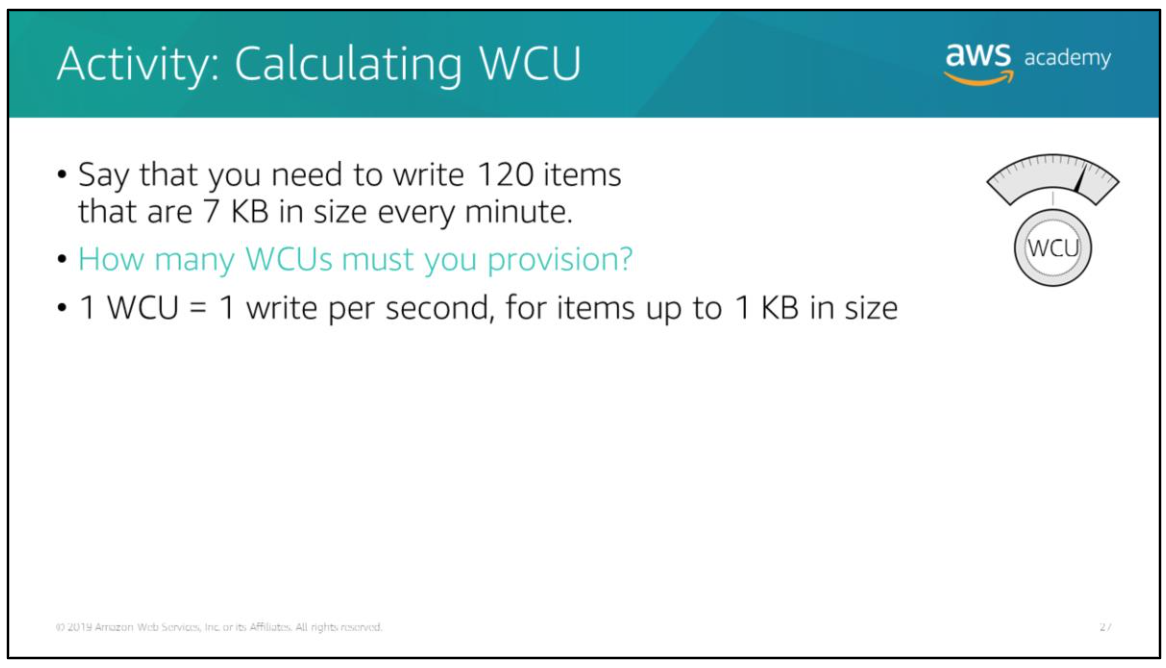 Activity: Calculating WCU
aws academy
• Say that you need to write 120 items
that are 7 KB in size every minute.
• How many WCUs must you provision?
• 1 WCU = 1 write per second, for items up to 1 KB in size
WCU
© 2019 Amazon Web Services, Inc. or its Affiliates. All rights reserved.
27